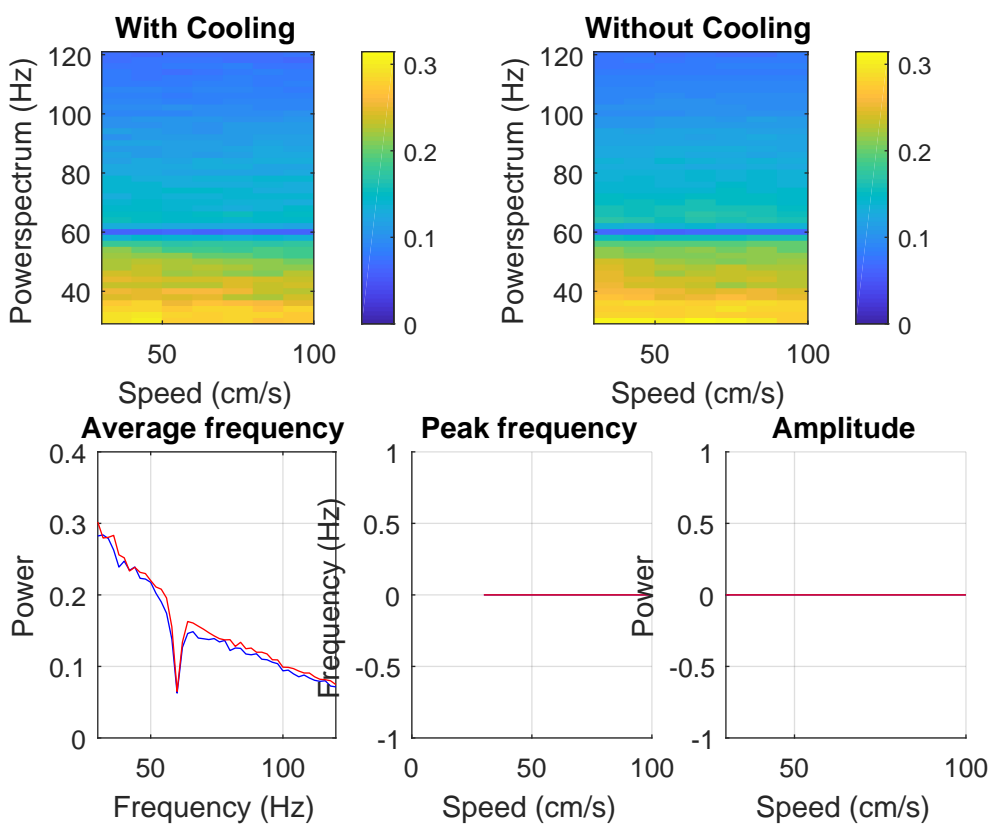 With Cooling
Powerspectrum (Hz)
120
100
80
60
40
50
100
Speed (cm/s)
0.3
0.2
0.1
0
Without Cooling
Powerspectrum (Hz)
120
100
80
60
40
50
100
Speed (cm/s)
0.3
0.2
0.1
0
Average frequency
Power
0.4
0.3
0.2
0.1
0
50
100
Frequency (Hz)
Peak frequency
Frequency (Hz)
1
0.5
0
-0.5
-1
0
50
100
Speed (cm/s)
Amplitude
Power
1
0.5
0
-0.5
-1
50
100
Speed (cm/s)